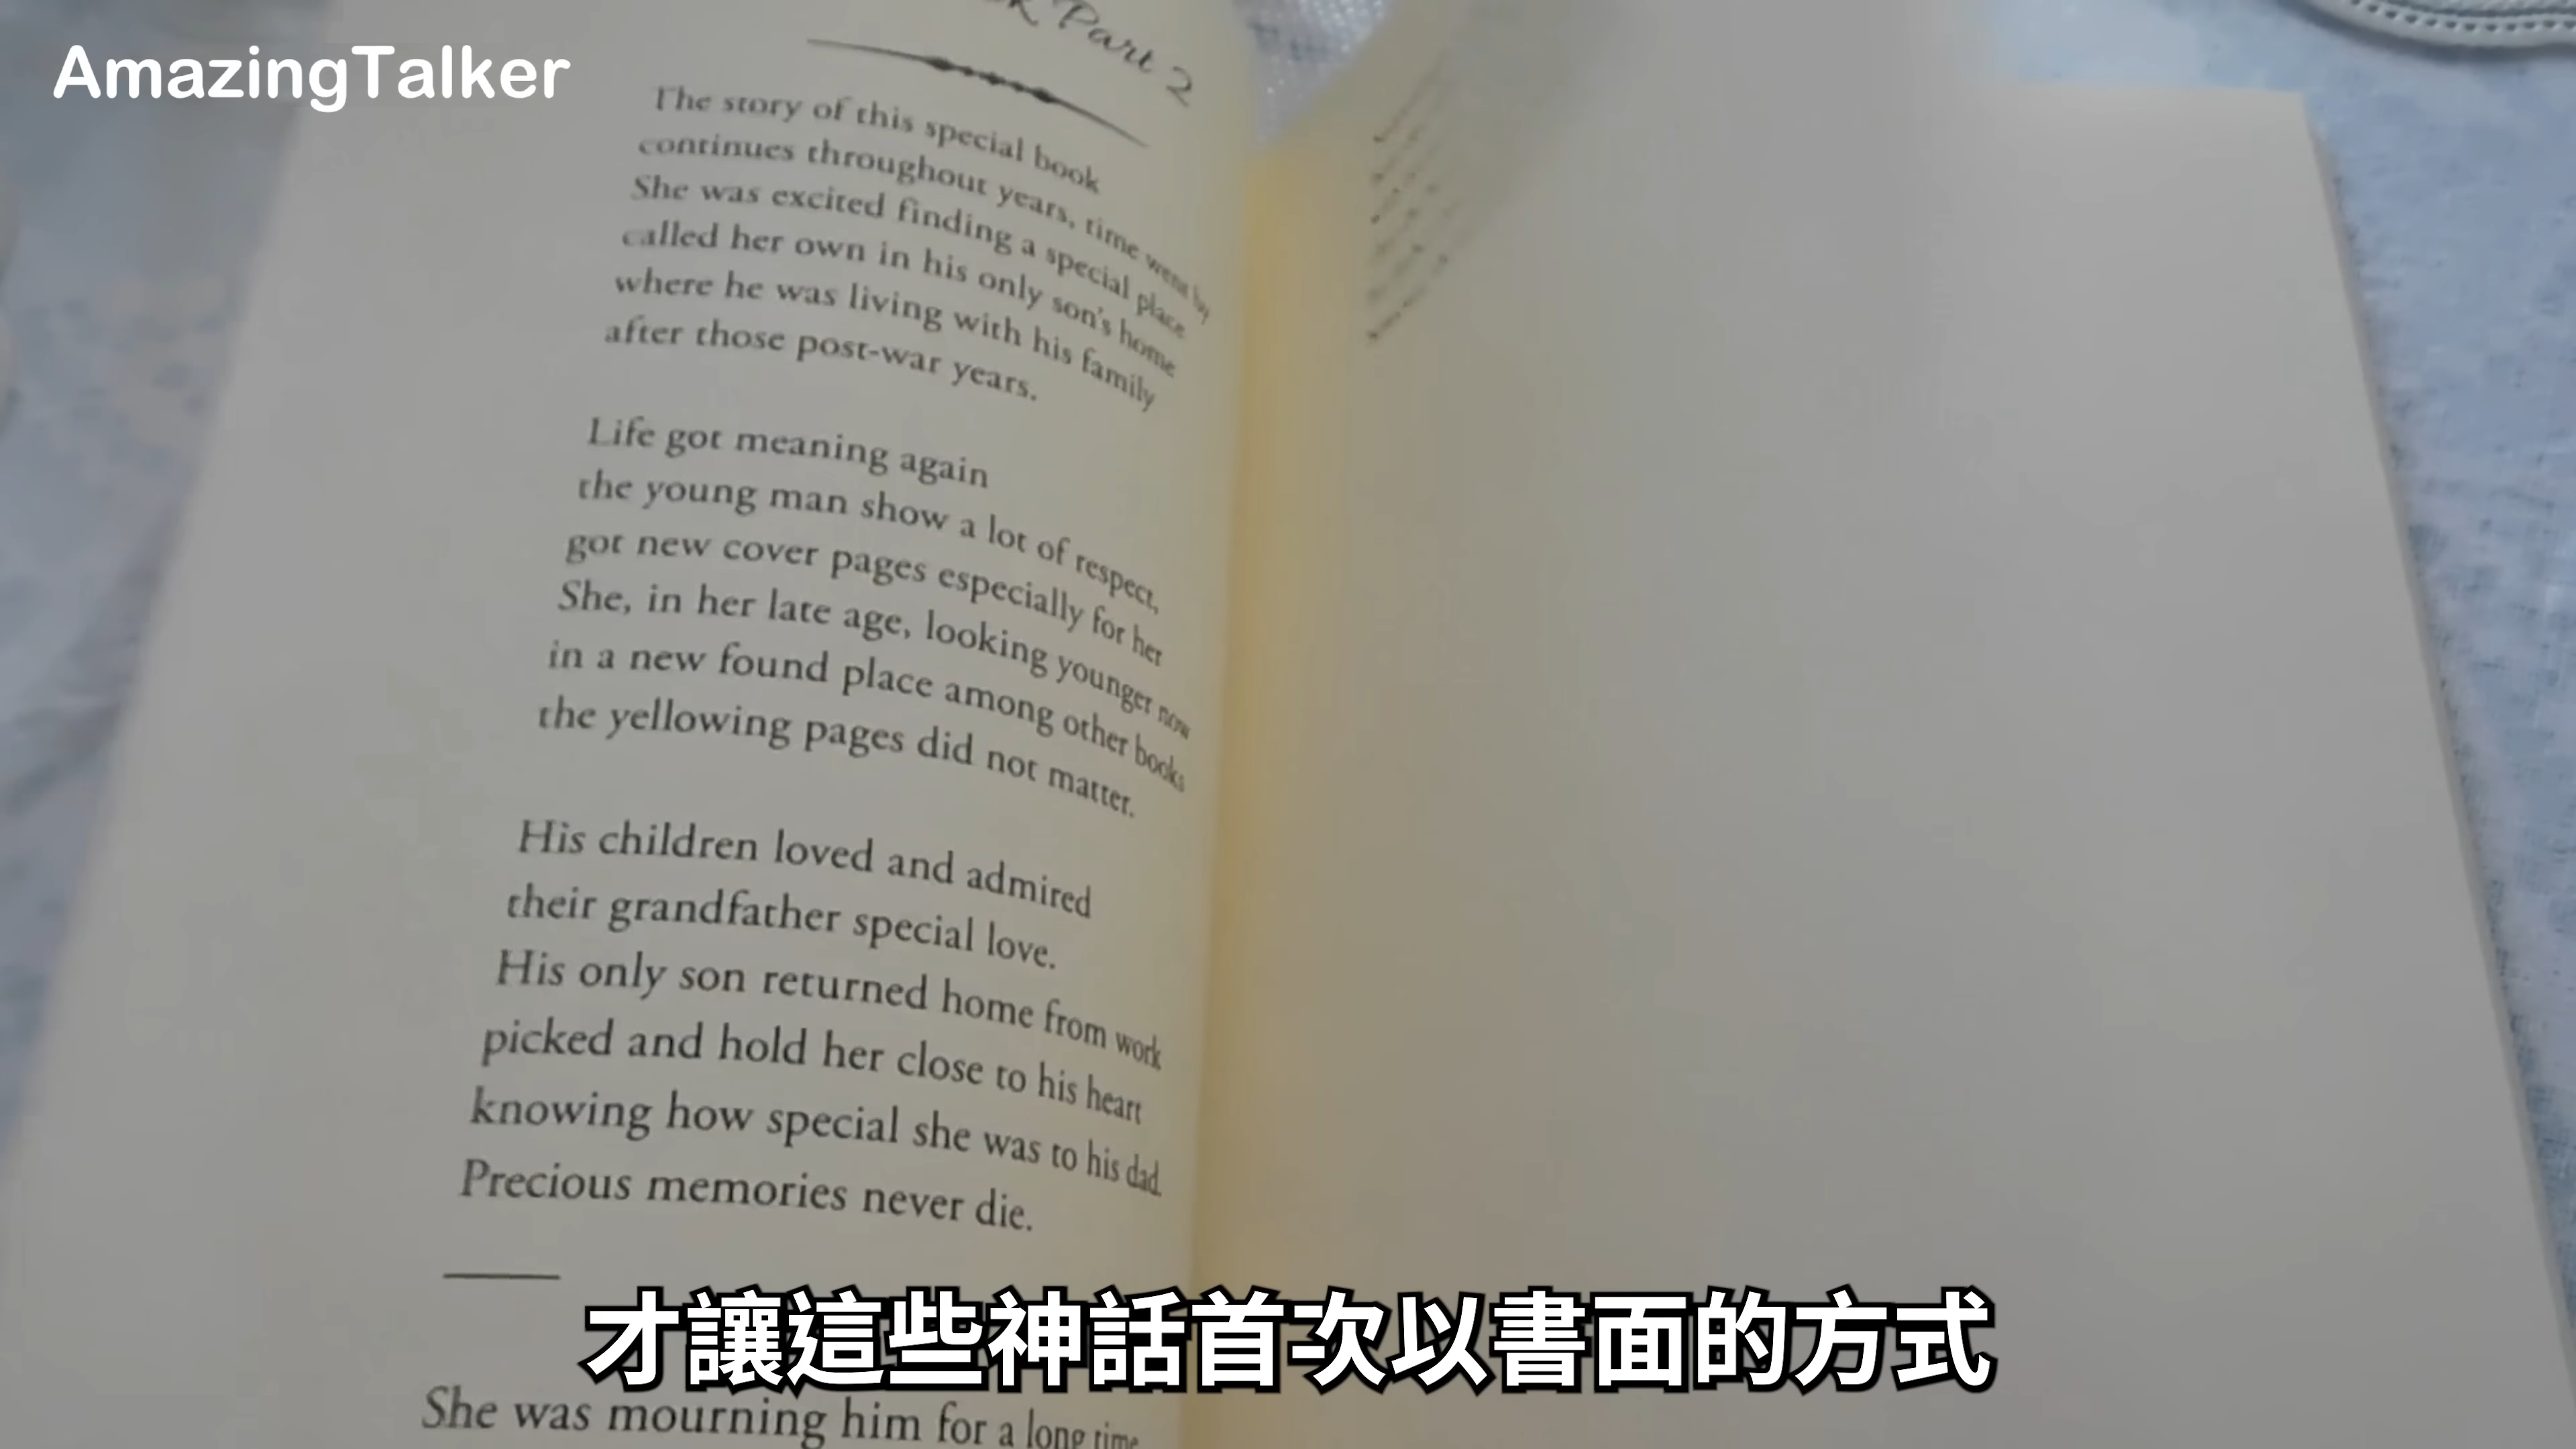 AmazingTalker
Part 2
The story of this special book
continues throughout years, time went by
She was excited finding a special place
called her own in his only son's home
where he was living with his family
after those post-war years.
Life got meaning again
the young man show a lot of respect,
got new cover pages especially for her
She, in her late age, looking younger now
in a new found place among other books
the yellowing pages did not matter.
His children loved and admired
their grandfather special love.
His only son returned home from work
picked and hold her close to his heart
knowing how special she was to his dad.
Precious memories never die.
She was mourning him for a long time
才讓這些神話首次以書面的方式